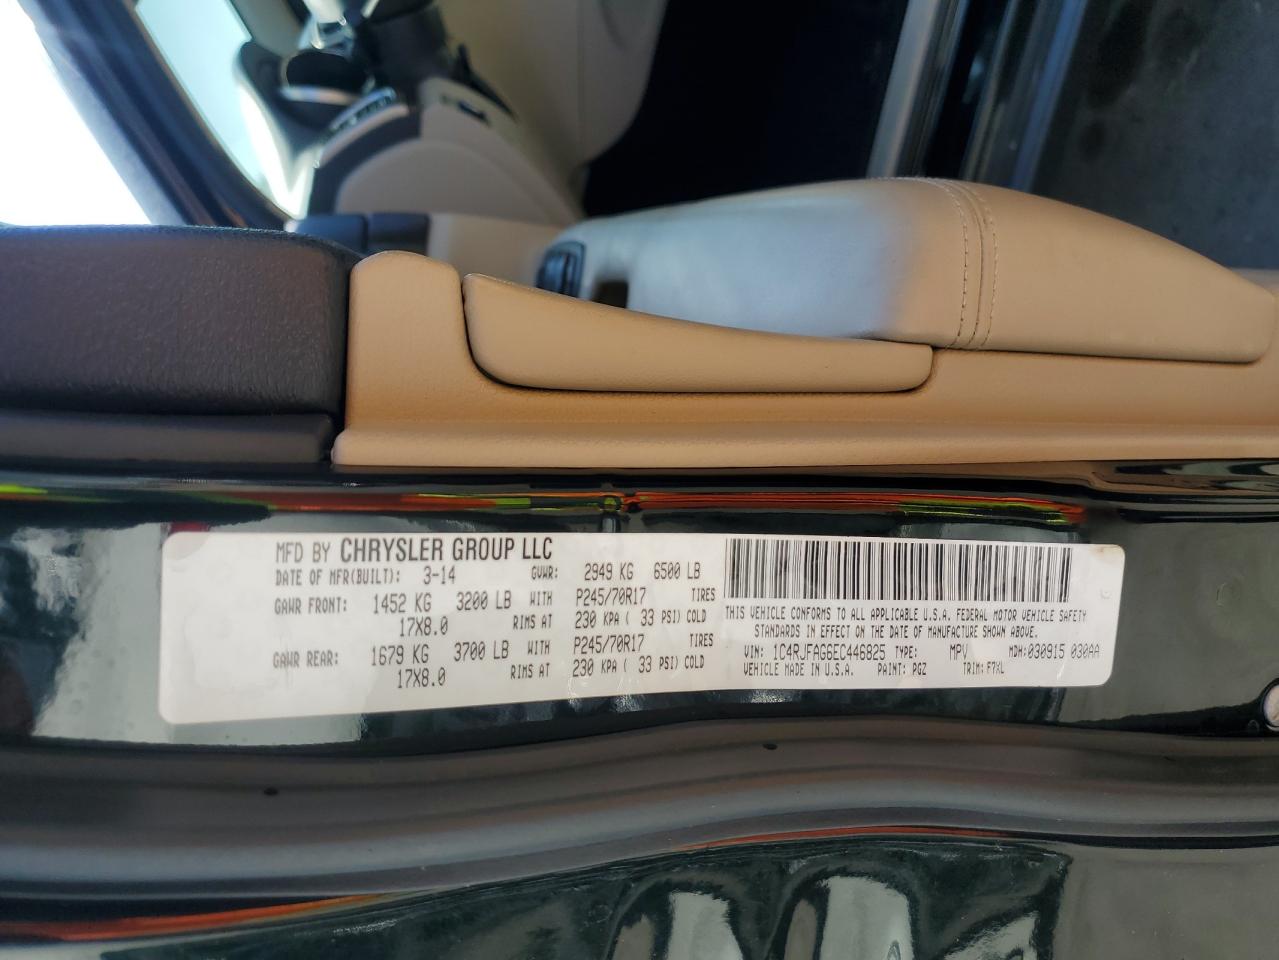 MFD BY CHRYSLER GROUP LLC
DATE OF MFR(BUILT): 3-14 GVWR: 2949 KG 6500 LB
GAWR FRONT: 1452 KG 3200 LB WITH P245/70R17 TIRES
17X8.0 RIMS AT 230 KPA ( 33 PSI) COLD
GAWR REAR: 1679 KG 3700 LB WITH P245/70R17 TIRES
17X8.0 RIMS AT 230 KPA ( 33 PSI) COLD
THIS VEHICLE CONFORMS TO ALL APPLICABLE U.S.A. FEDERAL MOTOR VEHICLE SAFETY
STANDARDS IN EFFECT ON THE DATE OF MANUFACTURE SHOWN ABOVE.
VIN: 1C4RJFAG6EC446825 TYPE: MPV MDH:030915 030AA
VEHICLE MADE IN U.S.A. PAINT: PGZ TRIM: F7XL